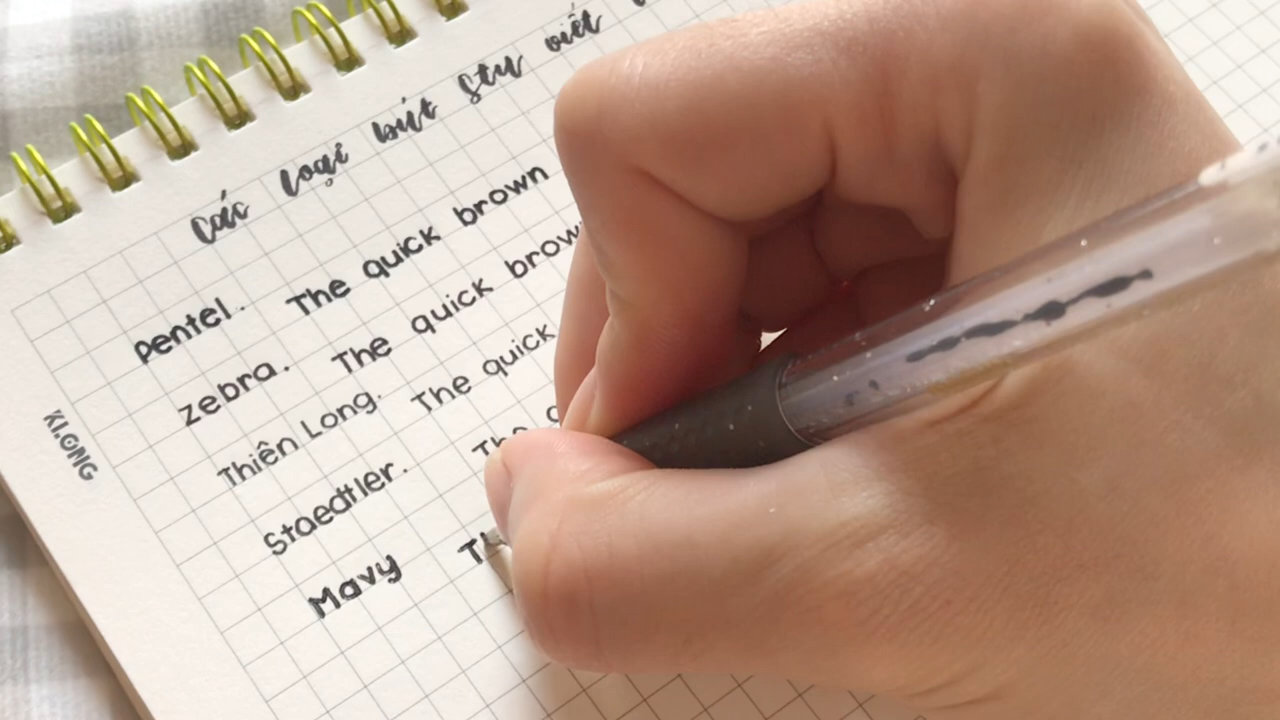 Các loại bút Stu viết
pentel. The quick brown
zebra. The quick brown
Thiên Long. The quick
Staedtler. The
Mavy
KLONG